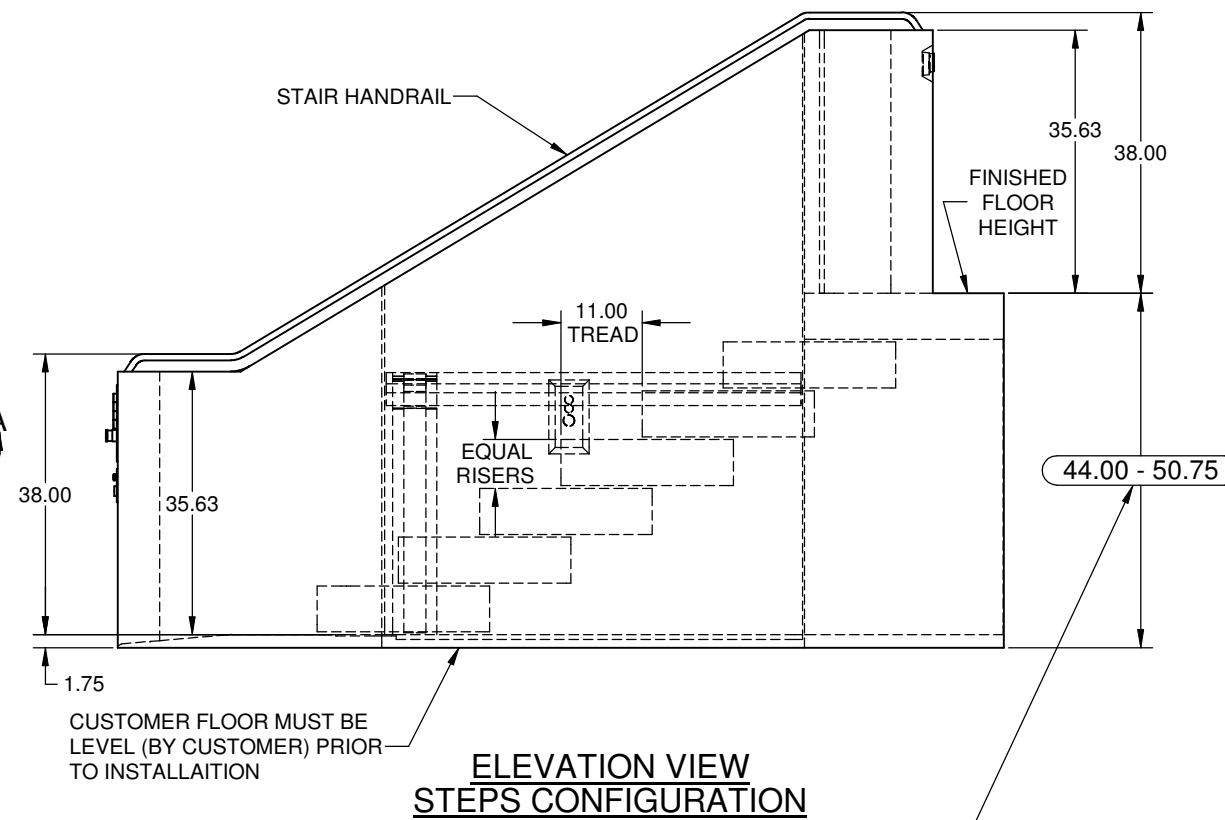 STAIR HANDRAIL
35.63
38.00
FINISHED
FLOOR
HEIGHT
11.00
TREAD
EQUAL
RISERS
44.00 - 50.75
38.00
35.63
1.75
CUSTOMER FLOOR MUST BE
LEVEL (BY CUSTOMER) PRIOR
TO INSTALLAITION
ELEVATION VIEW
STEPS CONFIGURATION